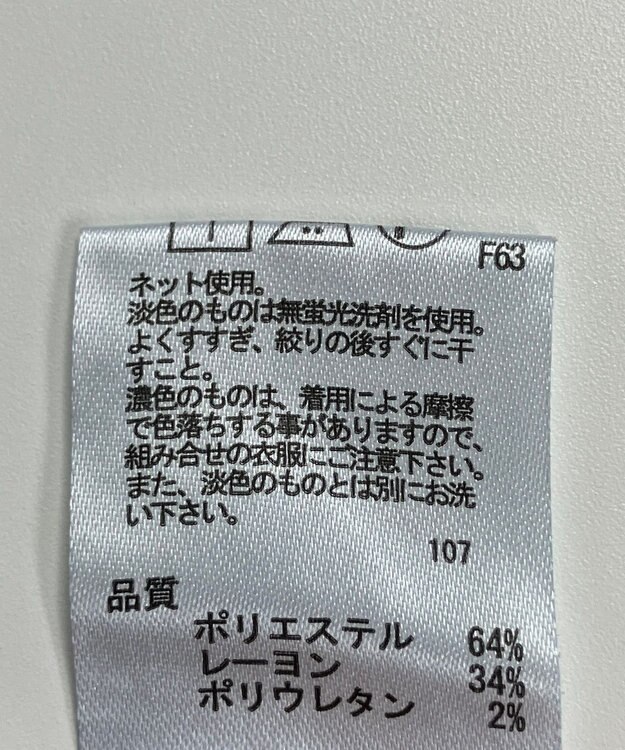 F63
ネット使用。
淡色のものは無蛍光洗剤を使用。
よくすすぎ、絞りの後すぐに干
すこと。
濃色のものは、着用による摩擦
で色落ちする事がありますので、
組み合せの衣服にご注意下さい。
また、淡色のものとは別にお洗
い下さい。
107
品質
ポリエステル 64%
レーヨン 34%
ポリウレタン 2%